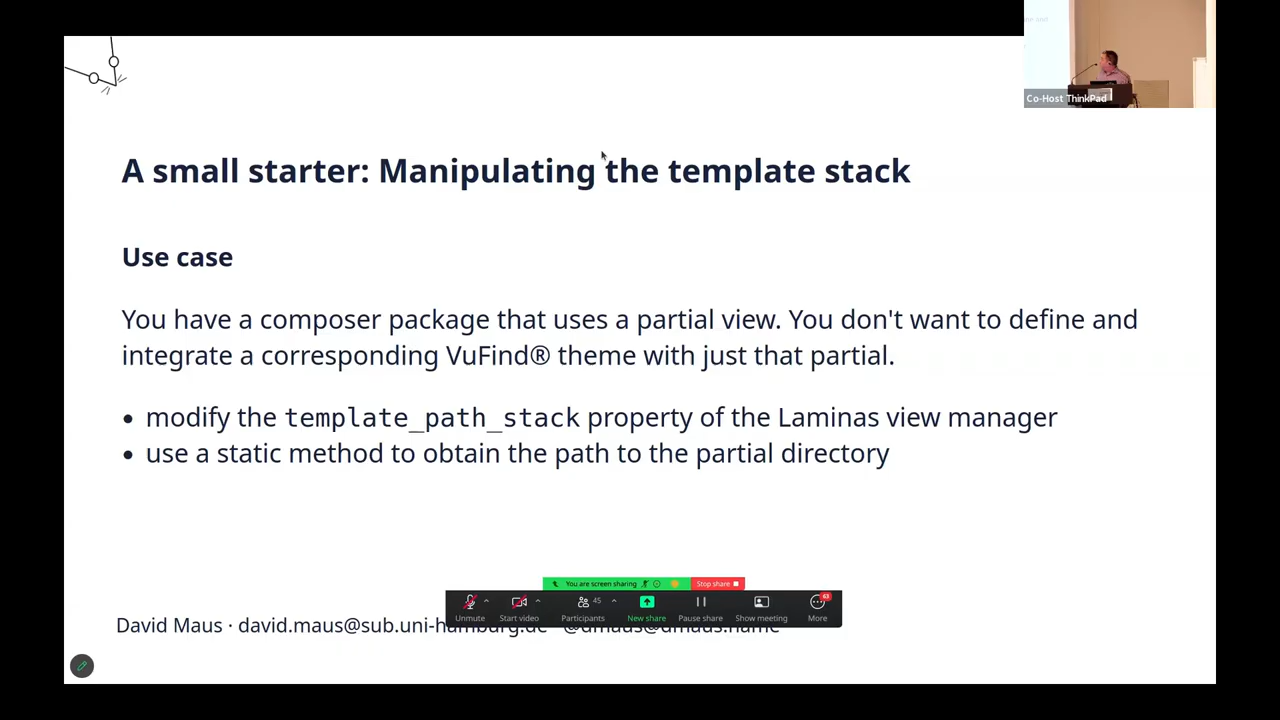 Co-Host ThinkPad
A small starter: Manipulating the template stack
Use case
You have a composer package that uses a partial view. You don't want to define and
integrate a corresponding VuFind® theme with just that partial.
• modify the template_path_stack property of the Laminas view manager
• use a static method to obtain the path to the partial directory
You are screen sharing
Stop share
45
63
Unmute
Start video
Participants
New share
Pause share
Show meeting
More
David Maus · david.maus@sub.uni-hamburg.de · @dmaus@dmaus.name